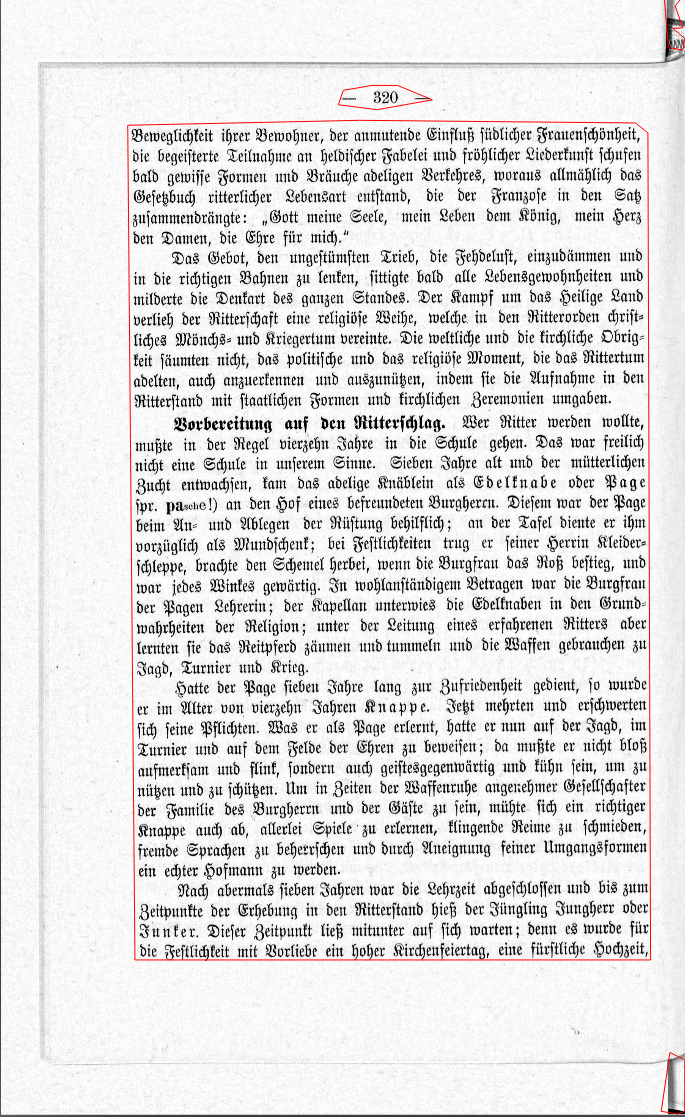 — 320 —
Beweglichkeit ihrer Bewohner, der anmutende Einfluß südlicher Frauenschönheit,
die begeisterte Teilnahme an heldischer Fabelei und fröhlicher Liederkunst schufen
bald gewisse Formen und Bräuche adeligen Verkehres, woraus allmählich das
Gesetzbuch ritterlicher Lebensart entstand, die der Franzose in den Satz
zusammendrängte: „Gott meine Seele, mein Leben dem König, mein Herz
den Damen, die Ehre für mich.“
Das Gebot, den ungestümsten Trieb, die Fehdelust, einzudämmen und
in die richtigen Bahnen zu lenken, sittigte bald alle Lebensgewohnheiten und
milderte die Denkart des ganzen Standes. Der Kampf um das Heilige Land
verlieh der Ritterschaft eine religiöse Weihe, welche in den Ritterorden christ-
liches Mönchs- und Kriegertum vereinte. Die weltliche und die kirchliche Obrig-
keit säumten nicht, das politische und das religiöse Moment, die das Rittertum
adelten, auch anzuerkennen und auszunützen, indem sie die Aufnahme in den
Ritterstand mit staatlichen Formen und kirchlichen Zeremonien umgaben.
Vorbereitung auf den Ritterschlag. Wer Ritter werden wollte,
mußte in der Regel vierzehn Jahre in die Schule gehen. Das war freilich
nicht eine Schule in unserem Sinne. Sieben Jahre alt und der mütterlichen
Zucht entwachsen, kam das adelige Knäblein als Edelknabe oder Page
spr. pasche!) an den Hof eines befreundeten Burgherrn. Diesem war der Page
beim An- und Ablegen der Rüstung behilflich; an der Tafel diente er ihm
vorzüglich als Mundschenk; bei Festlichkeiten trug er seiner Herrin Kleider-
schleppe, brachte den Schemel herbei, wenn die Burgfrau das Roß bestieg, und
war jedes Winkes gewärtig. In wohlanständigem Betragen war die Burgfrau
der Pagen Lehrerin; der Kapellan unterwies die Edelknaben in den Grund-
wahrheiten der Religion; unter der Leitung eines erfahrenen Ritters aber
lernten sie das Reitpferd zäumen und tummeln und die Waffen gebrauchen zu
Jagd, Turnier und Krieg.
Hatte der Page sieben Jahre lang zur Zufriedenheit gedient, so wurde
er im Alter von vierzehn Jahren Knappe. Jetzt mehrten und erschwerten
sich seine Pflichten. Was er als Page erlernt, hatte er nun auf der Jagd, im
Turnier und auf dem Felde der Ehren zu beweisen; da mußte er nicht bloß
aufmerksam und flink, sondern auch geistesgegenwärtig und kühn sein, um zu
nützen und zu schützen. Um in Zeiten der Waffenruhe angenehmer Gesellschafter
der Familie des Burgherrn und der Gäste zu sein, mühte sich ein richtiger
Knappe auch ab, allerlei Spiele zu erlernen, klingende Reime zu schmieden,
fremde Sprachen zu beherrschen und durch Aneignung feiner Umgangsformen
ein echter Hofmann zu werden.
Nach abermals sieben Jahren war die Lehrzeit abgeschlossen und bis zum
Zeitpunkte der Erhebung in den Ritterstand hieß der Jüngling Jungherr oder
Junker. Dieser Zeitpunkt ließ mitunter auf sich warten; denn es wurde für
die Festlichkeit mit Vorliebe ein hoher Kirchenfeiertag, eine fürstliche Hochzeit,